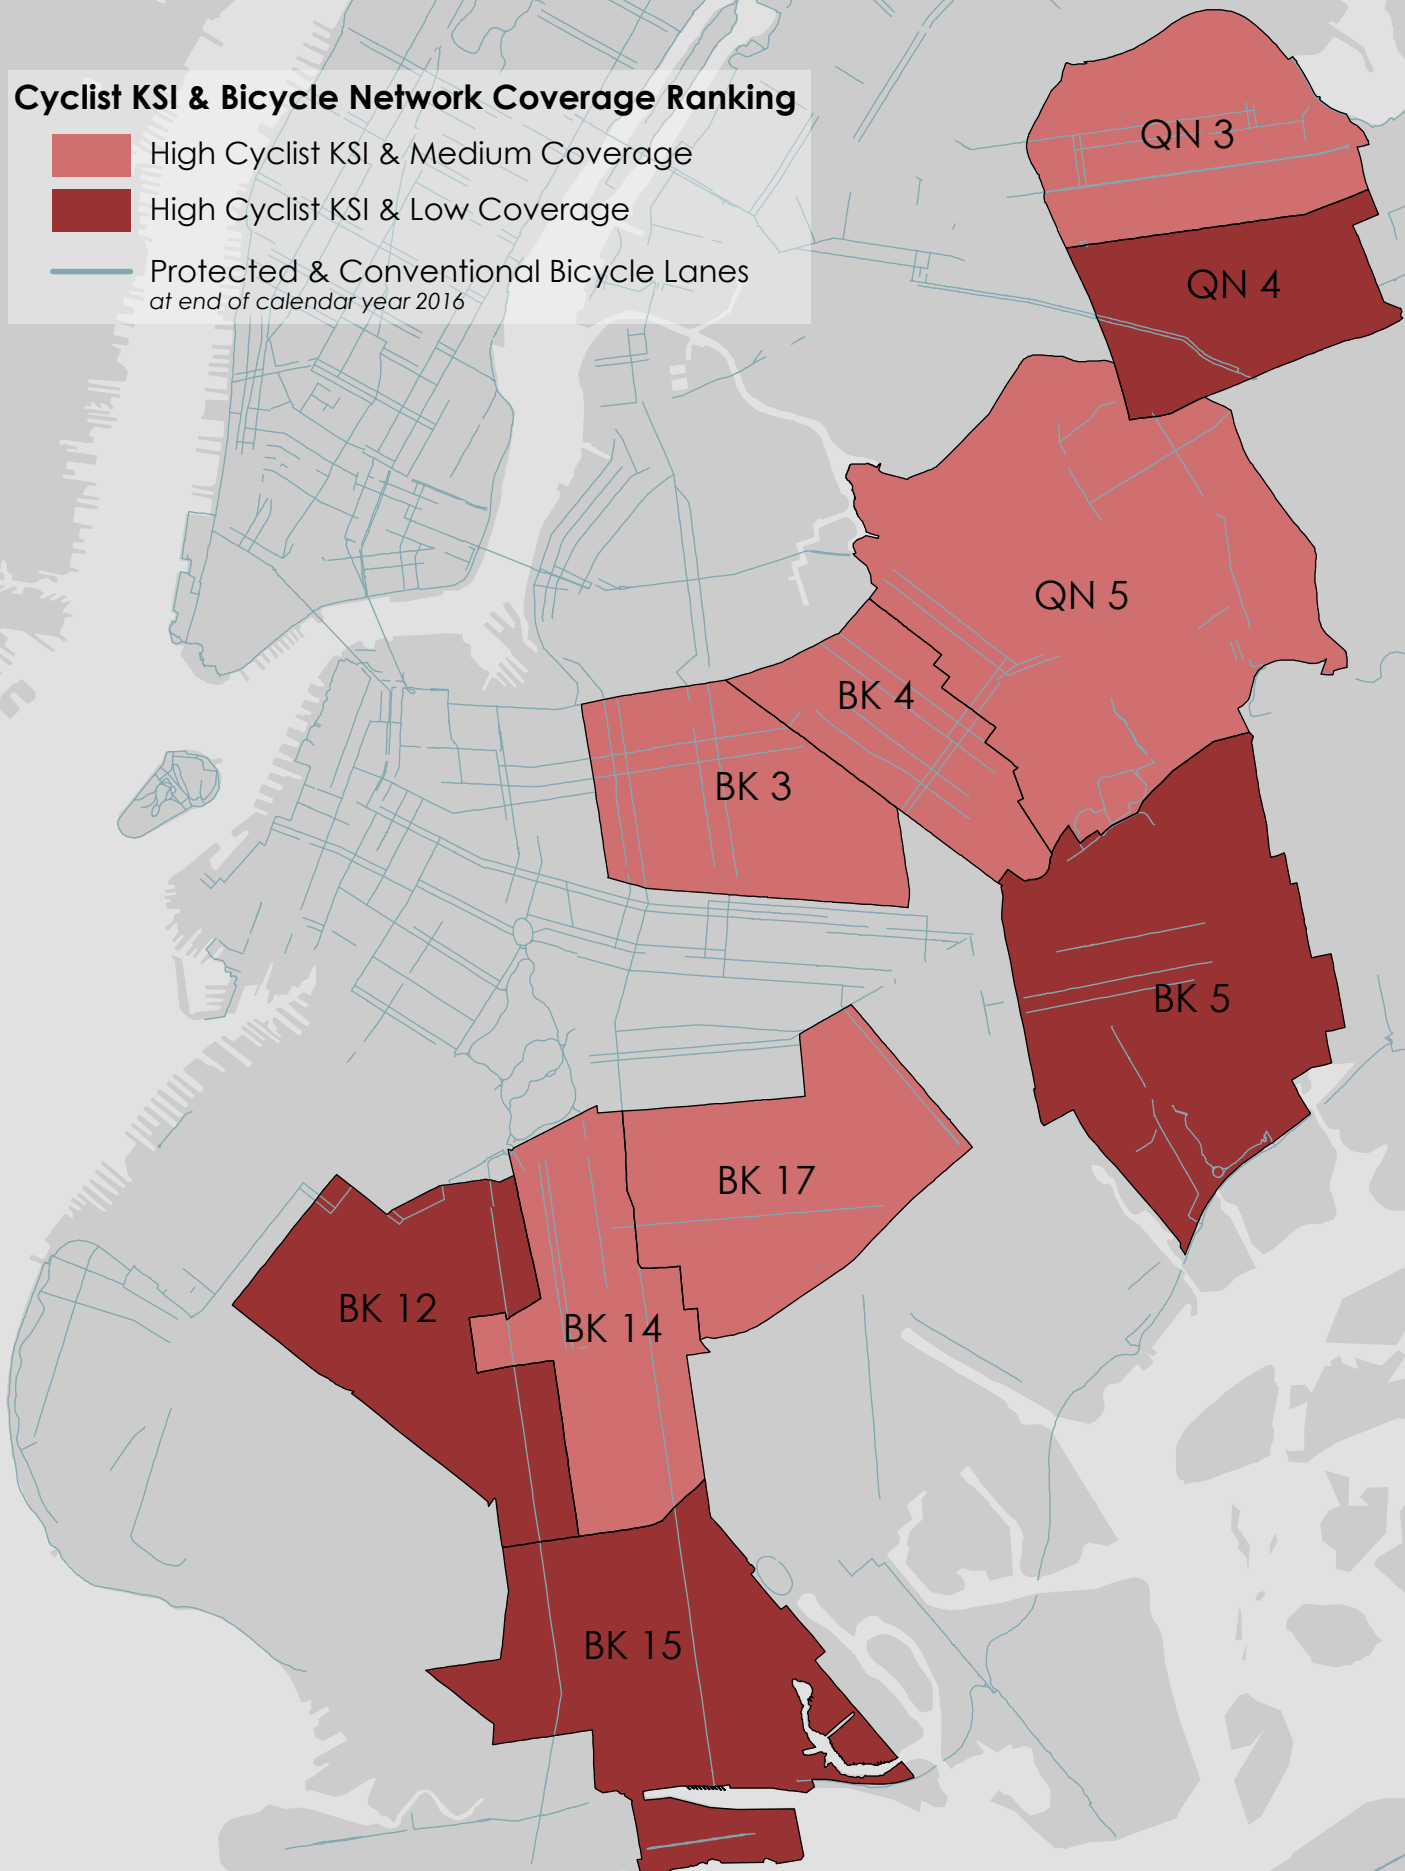 Cyclist KSI & Bicycle Network Coverage Ranking
High Cyclist KSI & Medium Coverage
High Cyclist KSI & Low Coverage
Protected & Conventional Bicycle Lanes
at end of calendar year 2016
QN 3
QN 4
QN 5
BK 4
BK 3
BK 5
BK 17
BK 12
BK 14
BK 15